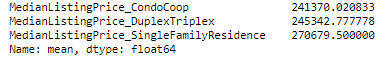 MedianListingPrice_CondoCoop 241370.020833
MedianListingPrice_DuplexTriplex 245342.777778
MedianListingPrice_SingleFamilyResidence 270679.500000
Name: mean, dtype: float64